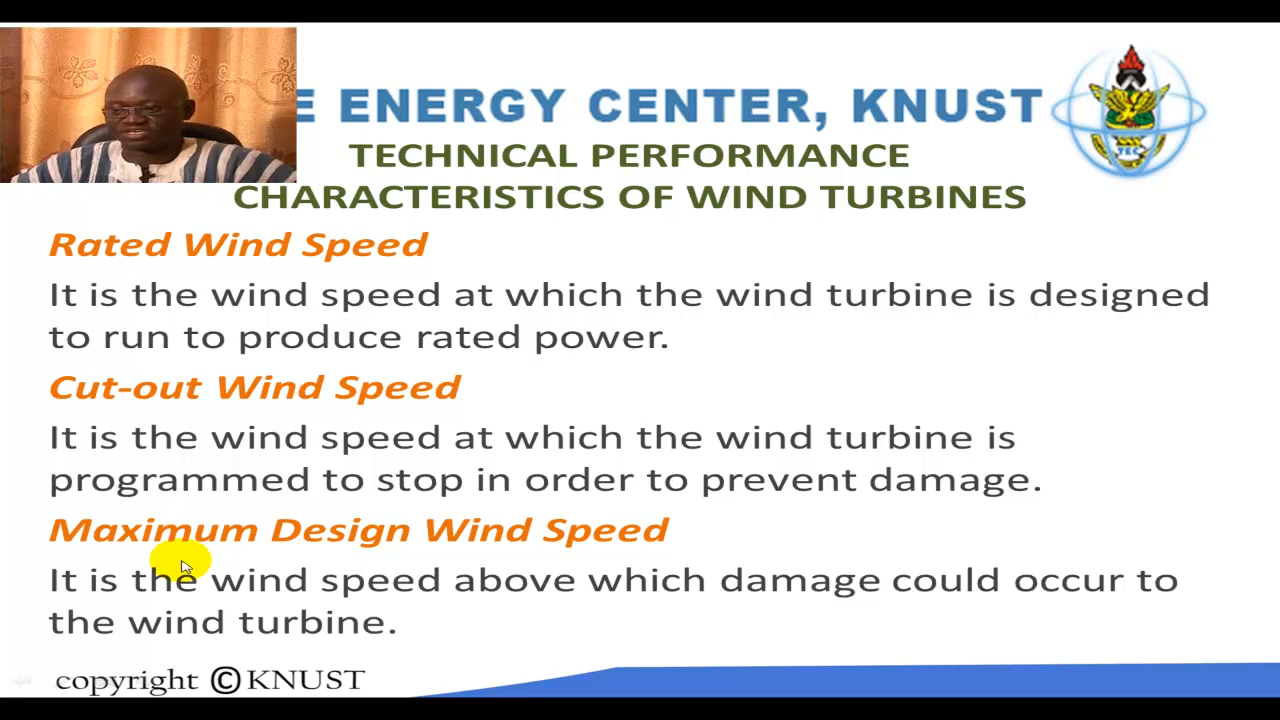 E ENERGY CENTER, KNUST
TECHNICAL PERFORMANCE
CHARACTERISTICS OF WIND TURBINES
TEC
Rated Wind Speed
It is the wind speed at which the wind turbine is designed
to run to produce rated power.
Cut-out Wind Speed
It is the wind speed at which the wind turbine is
programmed to stop in order to prevent damage.
Maximum Design Wind Speed
It is the wind speed above which damage could occur to
the wind turbine.
copyright ©KNUST